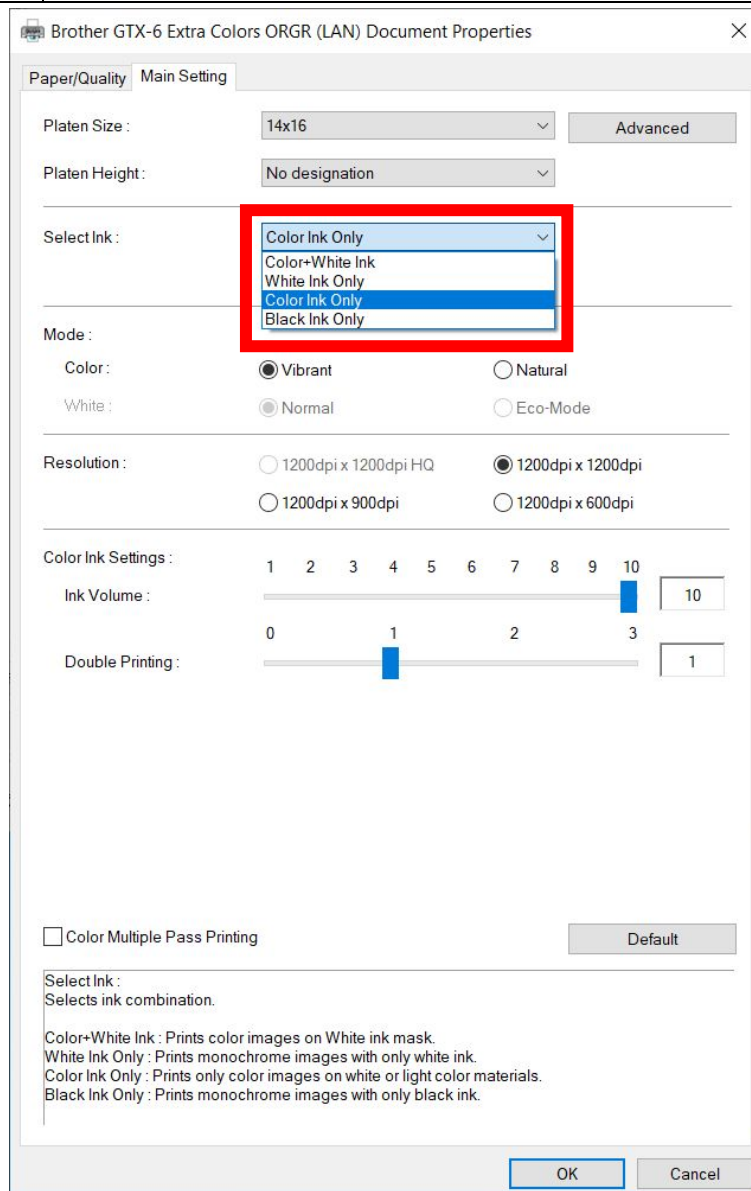 Brother GTX-6 Extra Colors ORGR (LAN) Document Properties
Paper/Quality Main Setting
Platen Size : 14x16 Advanced
Platen Height : No designation
Select Ink : Color Ink Only
Color+White Ink
White Ink Only
Color Ink Only
Black Ink Only
Mode :
Color : Vibrant Natural
White : Normal Eco-Mode
Resolution : 1200dpi x 1200dpi HQ 1200dpi x 1200dpi
1200dpi x 900dpi 1200dpi x 600dpi
Color Ink Settings : 1 2 3 4 5 6 7 8 9 10
Ink Volume : 10
0 1 2 3
Double Printing : 1
Color Multiple Pass Printing Default
Select Ink :
Selects ink combination.
Color+White Ink : Prints color images on White ink mask.
White Ink Only : Prints monochrome images with only white ink.
Color Ink Only : Prints only color images on white or light color materials.
Black Ink Only : Prints monochrome images with only black ink.
OK Cancel